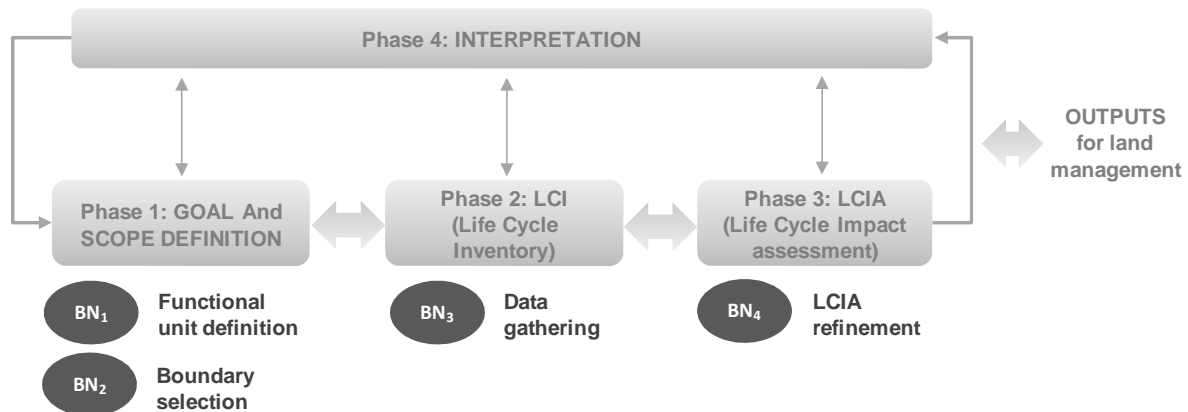 Phase 4: INTERPRETATION
OUTPUTS
for land
management
Phase 1: GOAL And
SCOPE DEFINITION
Phase 2: LCI
(Life Cycle
Inventory)
Phase 3: LCIA
(Life Cycle Impact
assessment)
BN₁
Functional
unit definition
BN₃
Data
gathering
BN₄
LCIA
refinement
BN₂
Boundary
selection